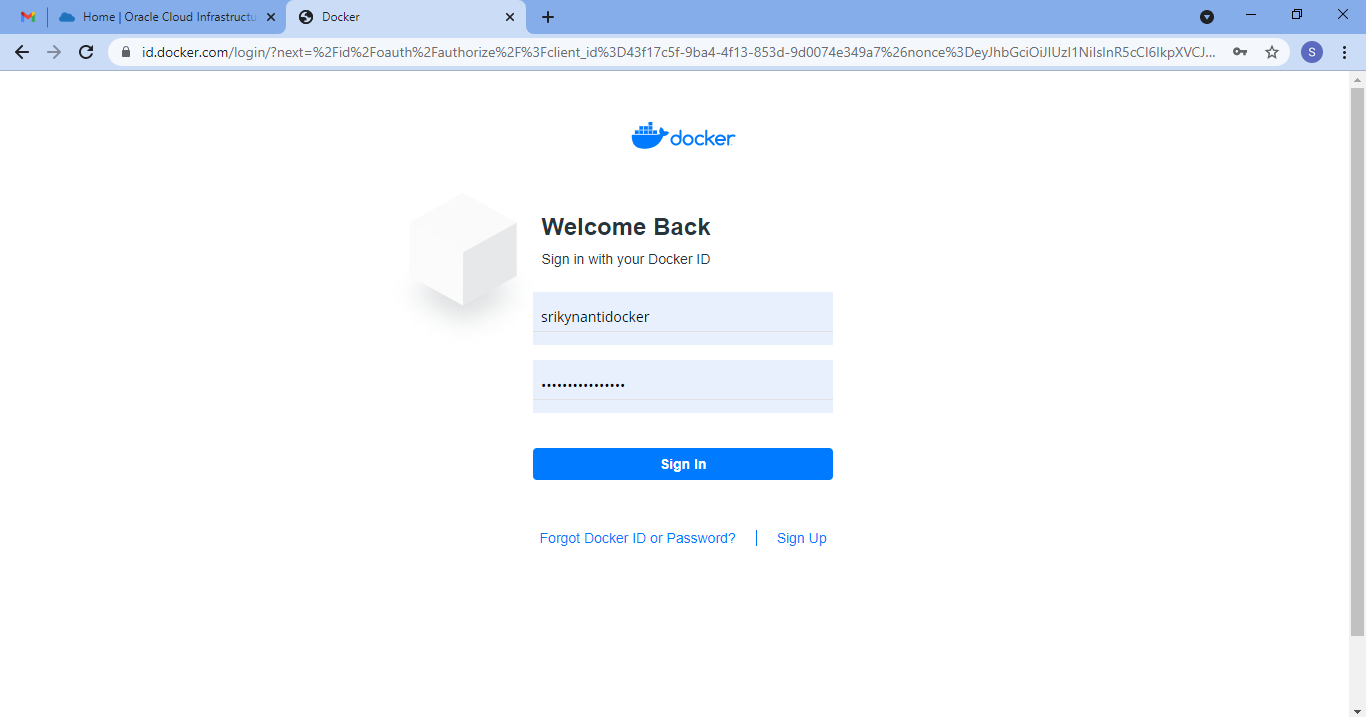 Home | Oracle Cloud Infrastructu
Docker
id.docker.com/login/?next=%2Fid%2Foauth%2Fauthorize%2F%3Fclient_id%3D43f17c5f-9ba4-4f13-853d-9d0074e349a7%26nonce%3DeyJhbGciOiJIUzI1NiIsInR5cCI6IkpXVCJ...
S
docker
Welcome Back
Sign in with your Docker ID
srikynantidocker
••••••••••••••••
Sign In
Forgot Docker ID or Password?
Sign Up